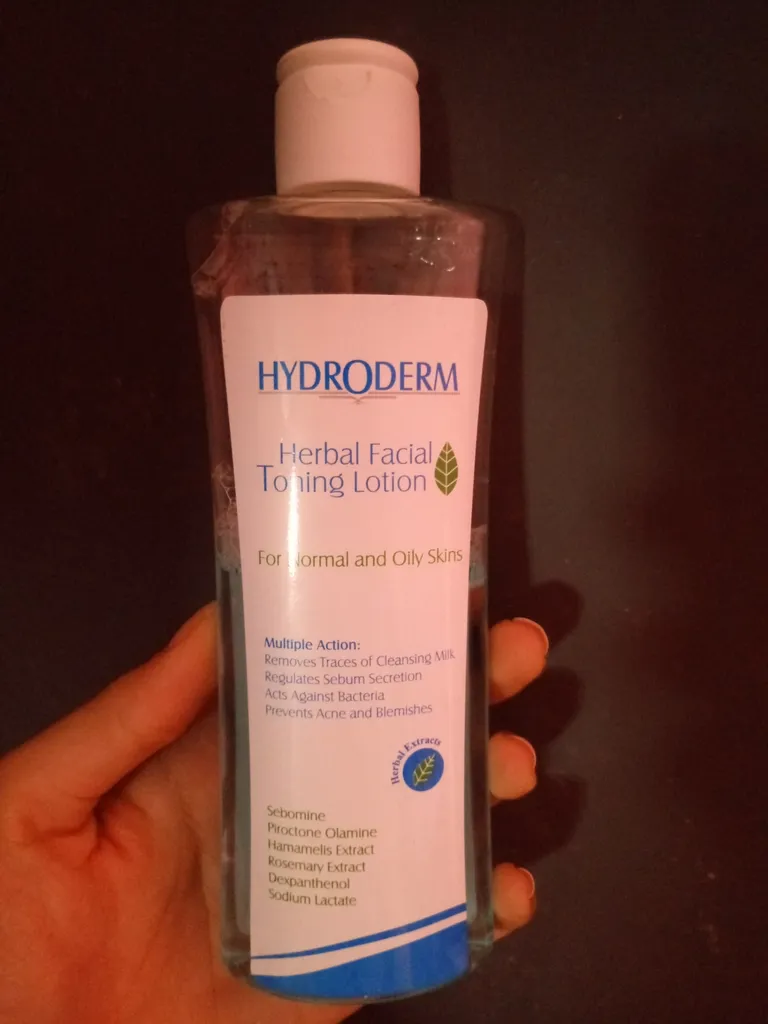 HYDRODERM
Herbal Facial
Toning Lotion
For Normal and Oily Skins
Multiple Action:
Removes Traces of Cleansing Milk
Regulates Sebum Secretion
Acts Against Bacteria
Prevents Acne and Blemishes
Herbal Extracts
Sebomine
Piroctone Olamine
Hamamelis Extract
Rosemary Extract
Dexpanthenol
Sodium Lactate